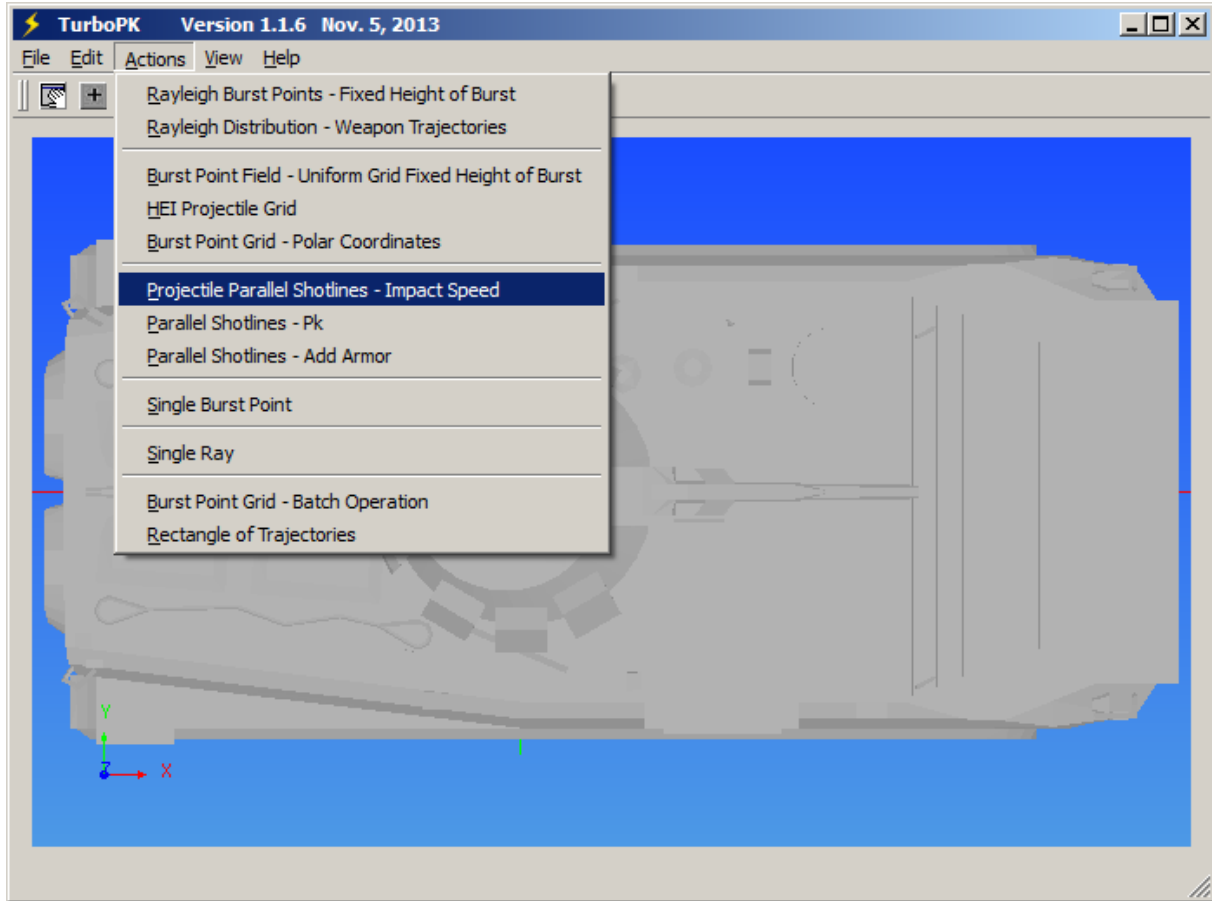 TurboPK Version 1.1.6 Nov. 5, 2013
File Edit Actions View Help
Rayleigh Burst Points - Fixed Height of Burst
Rayleigh Distribution - Weapon Trajectories
Burst Point Field - Uniform Grid Fixed Height of Burst
HEI Projectile Grid
Burst Point Grid - Polar Coordinates
Projectile Parallel Shotlines - Impact Speed
Parallel Shotlines - Pk
Parallel Shotlines - Add Armor
Single Burst Point
Single Ray
Burst Point Grid - Batch Operation
Rectangle of Trajectories
Y
Z X